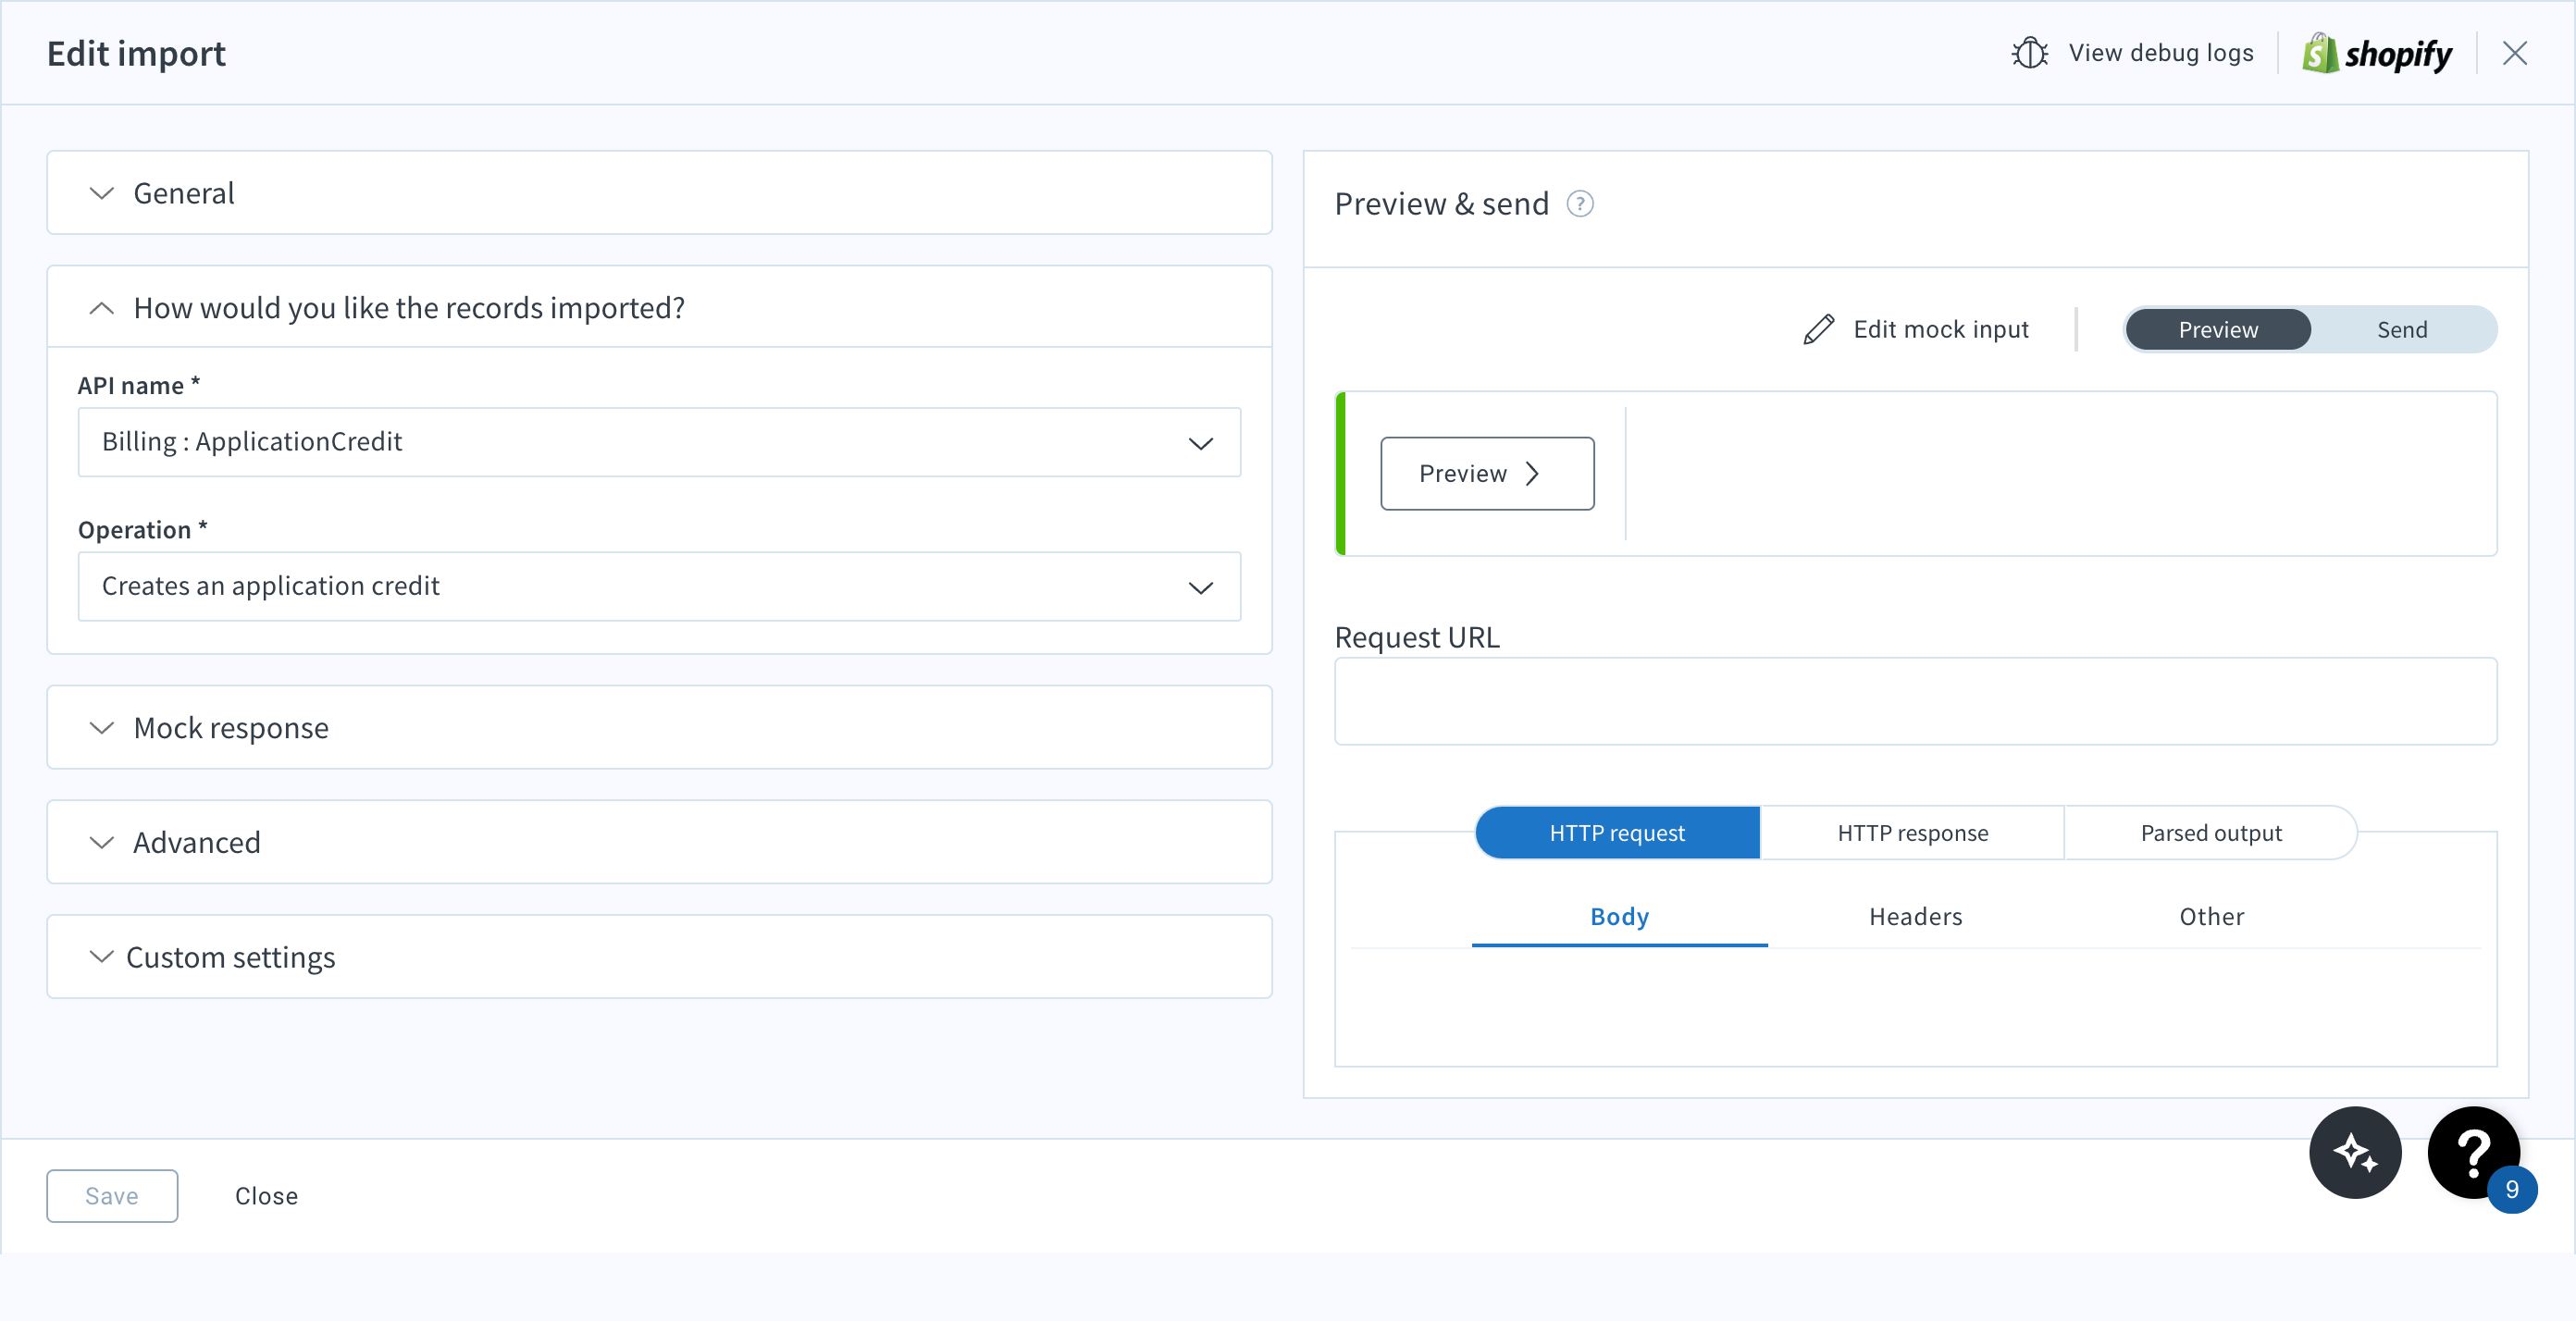 Edit import
View debug logs
shopify
General
How would you like the records imported?
API name *
Billing : ApplicationCredit
Operation *
Creates an application credit
Mock response
Advanced
Custom settings
Preview & send ?
Edit mock input
Preview
Send
Preview
Request URL
HTTP request
HTTP response
Parsed output
Body
Headers
Other
Save
Close
?
9